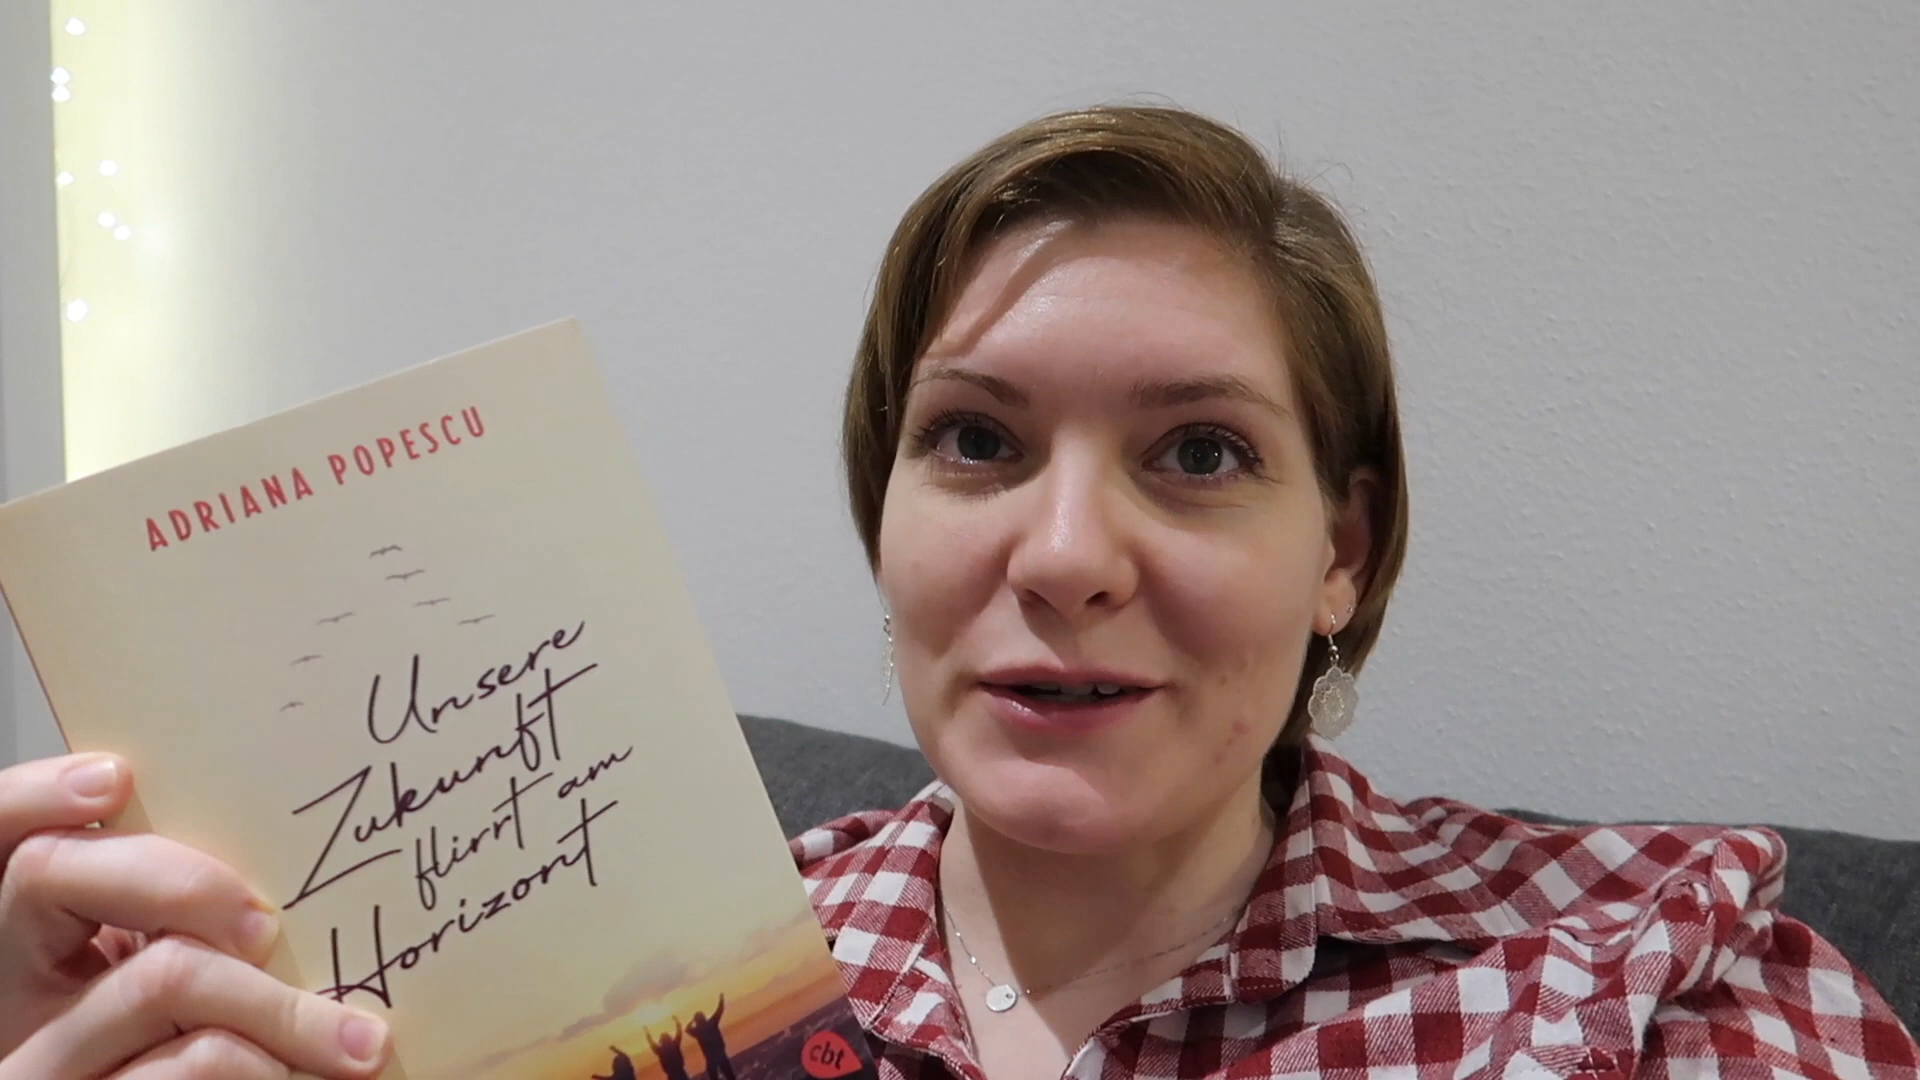 ADRIANA POPESCU
Unsere
Zukunft
flirrt am
Horizont
cbt